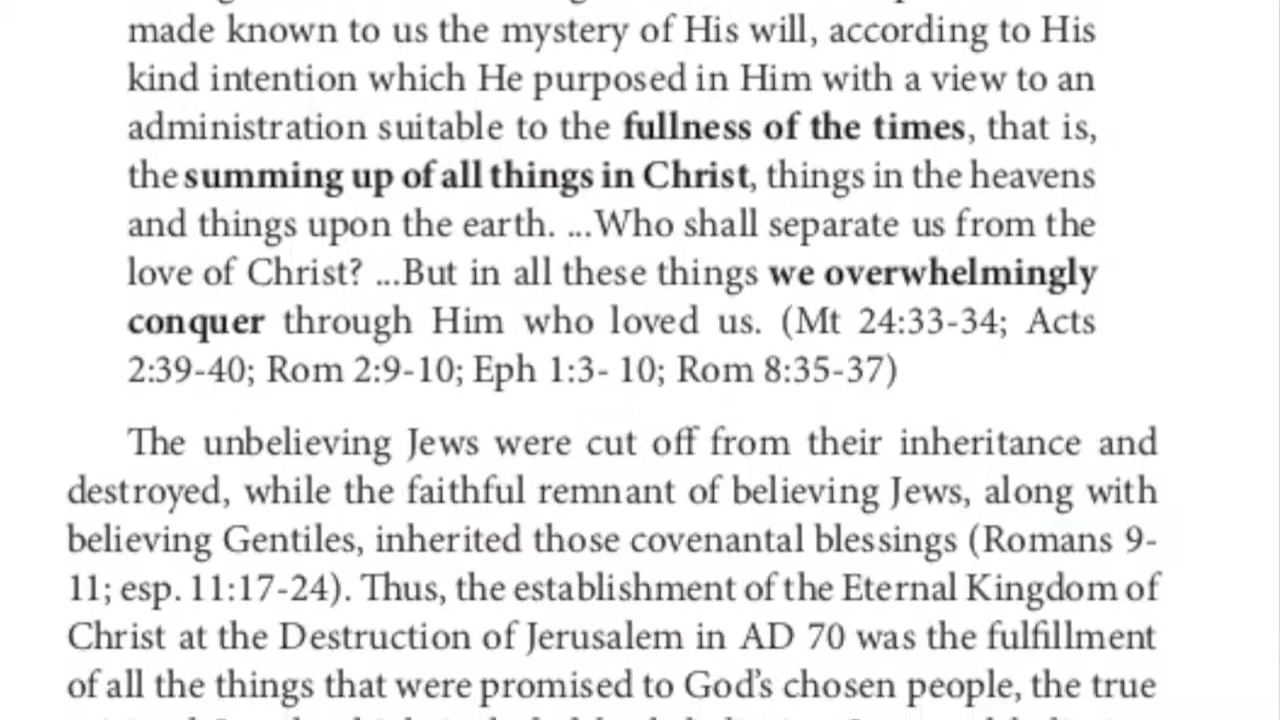 made known to us the mystery of His will, according to His
kind intention which He purposed in Him with a view to an
administration suitable to the fullness of the times, that is,
the summing up of all things in Christ, things in the heavens
and things upon the earth. ...Who shall separate us from the
love of Christ? ...But in all these things we overwhelmingly
conquer through Him who loved us. (Mt 24:33-34; Acts
2:39-40; Rom 2:9-10; Eph 1:3- 10; Rom 8:35-37)
The unbelieving Jews were cut off from their inheritance and
destroyed, while the faithful remnant of believing Jews, along with
believing Gentiles, inherited those covenantal blessings (Romans 9-
11; esp. 11:17-24). Thus, the establishment of the Eternal Kingdom of
Christ at the Destruction of Jerusalem in AD 70 was the fulfillment
of all the things that were promised to God's chosen people, the true